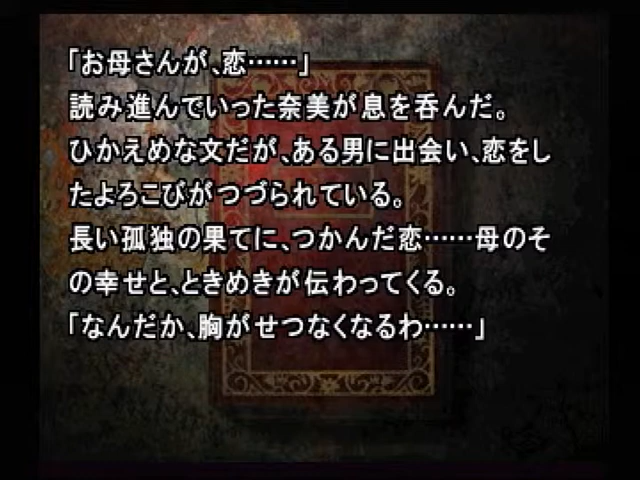 「お母さんが、恋……」
読み進んでいった奈美が息を呑んだ。
ひかえめな文だが、ある男に出会い、恋をし
たよろこびがつづられている。
長い孤独の果てに、つかんだ恋……母のそ
の幸せと、ときめきが伝わってくる。
「なんだか、胸がせつなくなるわ……」